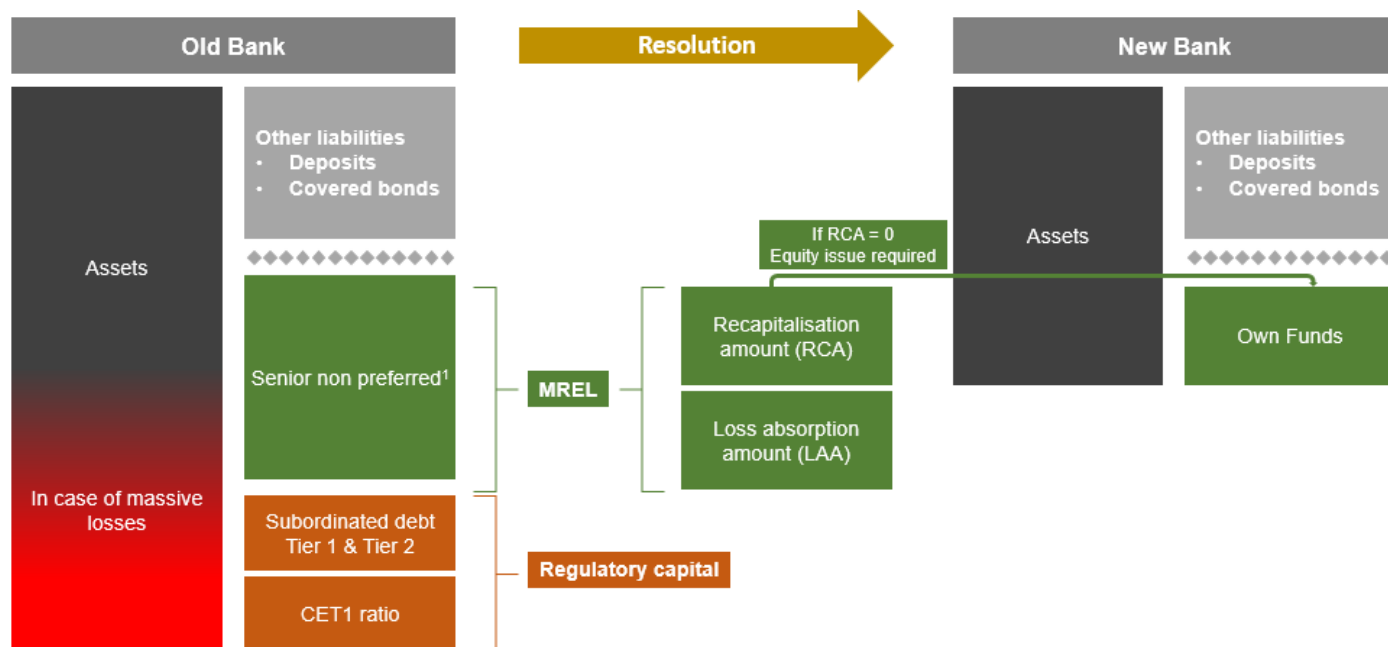 Old Bank
Resolution
New Bank
Assets
In case of massive
losses
Other liabilities
• Deposits
• Covered bonds
Senior non preferred¹
Subordinated debt
Tier 1 & Tier 2
CET1 ratio
MREL
Regulatory capital
Recapitalisation
amount (RCA)
Loss absorption
amount (LAA)
If RCA = 0
Equity issue required
Assets
Other liabilities
• Deposits
• Covered bonds
Own Funds